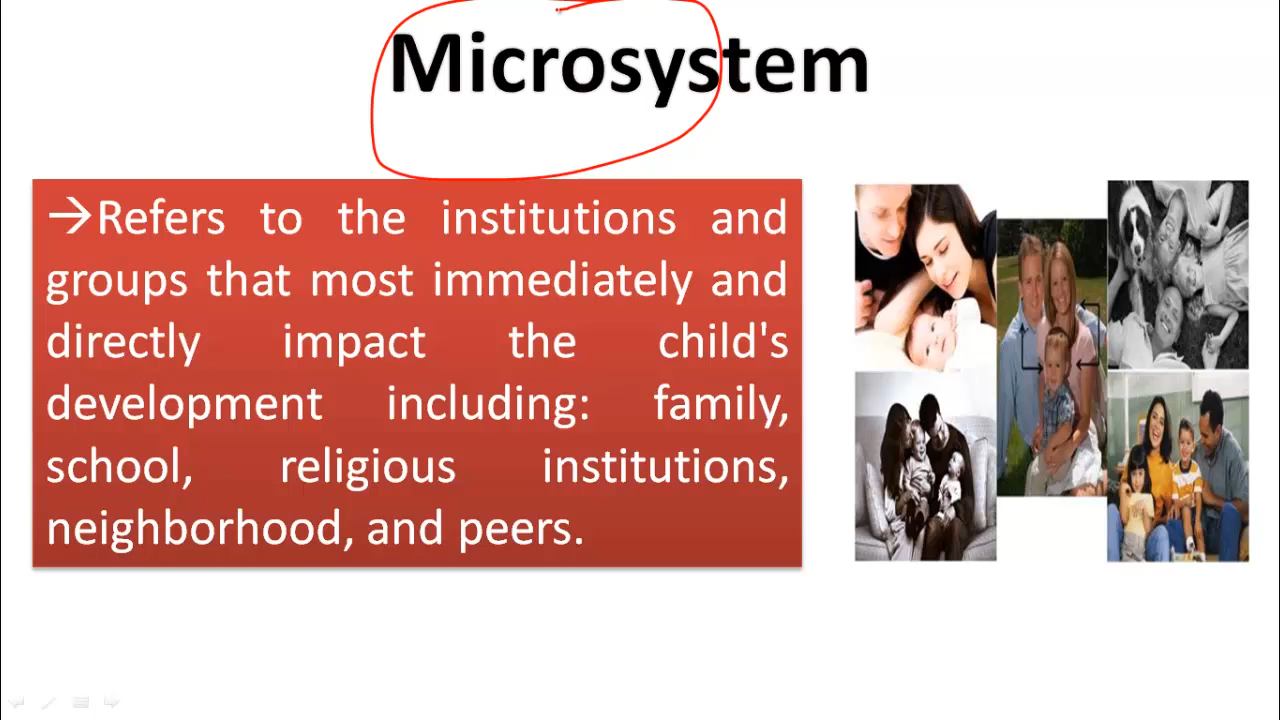 Microsystem
→Refers to the institutions and
groups that most immediately and
directly impact the child's
development including: family,
school, religious institutions,
neighborhood, and peers.